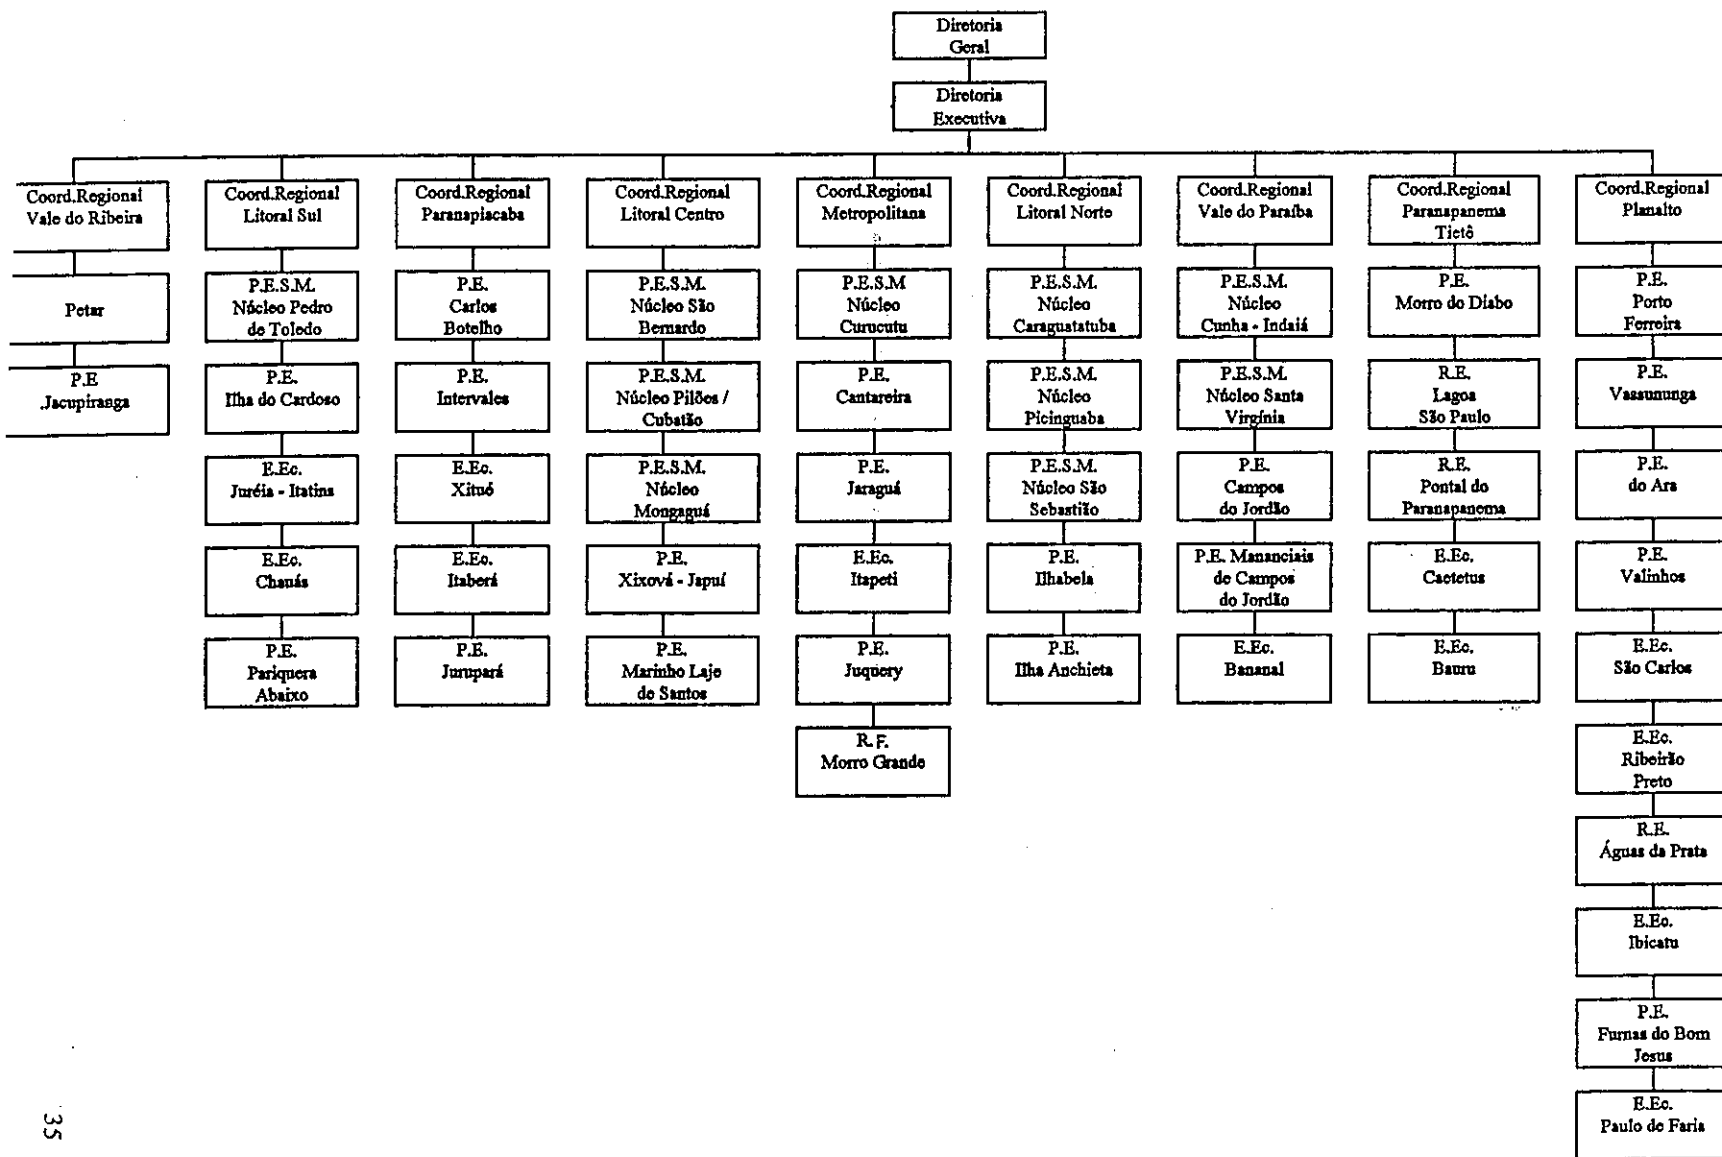 Diretoria
Geral
Diretoria
Executiva
Coord.Regional
Vale do Ribeira
Petar
P.E
.Jacupiranga
Coord.Regional
Litoral Sul
P.E.S.M.
Núcleo Pedro
de Toledo
P.E.
Ilha do Cardoso
E.Ec.
Juréia - Itatins
E.Ec.
Chauás
P.E.
Pariquera
Abaixo
Coord.Regional
Paranapiacaba
P.E.
Carlos
Botelho
P.E.
Intervales
E.Ec.
Xitué
E.Ec.
Itaberá
P.E.
Jurupará
Coord.Regional
Litoral Centro
P.E.S.M.
Núcleo São
Bernardo
P.E.S.M.
Núcleo Pilões /
Cubatão
P.E.S.M.
Núcleo
Mongaguá
P.E.
Xixová - Japuí
P.E.
Marinho Laje
de Santos
Coord.Regional
Metropolitana
P.E.S.M
Núcleo
Curucutu
P.E.
Cantareira
P.E.
Jaraguá
E.Ec.
Itapeti
P.E.
Juquery
R.F.
Morro Grande
Coord.Regional
Litoral Norte
P.E.S.M.
Núcleo
Caraguatatuba
P.E.S.M.
Núcleo
Picinguaba
P.E.S.M.
Núcleo São
Sebastião
P.E.
Ilhabela
P.E.
Ilha Anchieta
Coord.Regional
Vale do Paraíba
P.E.S.M.
Núcleo
Cunha - Indaiá
P.E.S.M.
Núcleo Santa
Virgínia
P.E.
Campos
do Jordão
P.E. Mananciais
de Campos
do Jordão
E.Ec.
Bananal
Coord.Regional
Paranapanema
Tietê
P.E.
Morro do Diabo
R.E.
Lagoa
São Paulo
R.E.
Pontal do
Paranapanema
E.Ec.
Caetetus
E.Ec.
Bauru
Coord.Regional
Planalto
P.E.
Porto
Ferreira
P.E.
Vassununga
P.E.
do Ara
P.E.
Valinhos
E.Ec.
São Carlos
E.Ec.
Ribeirão
Preto
R.E.
Águas da Prata
E.Ec.
Ibicatu
P.E.
Furnas do Bom
Jesus
E.Ec.
Paulo de Faria
35